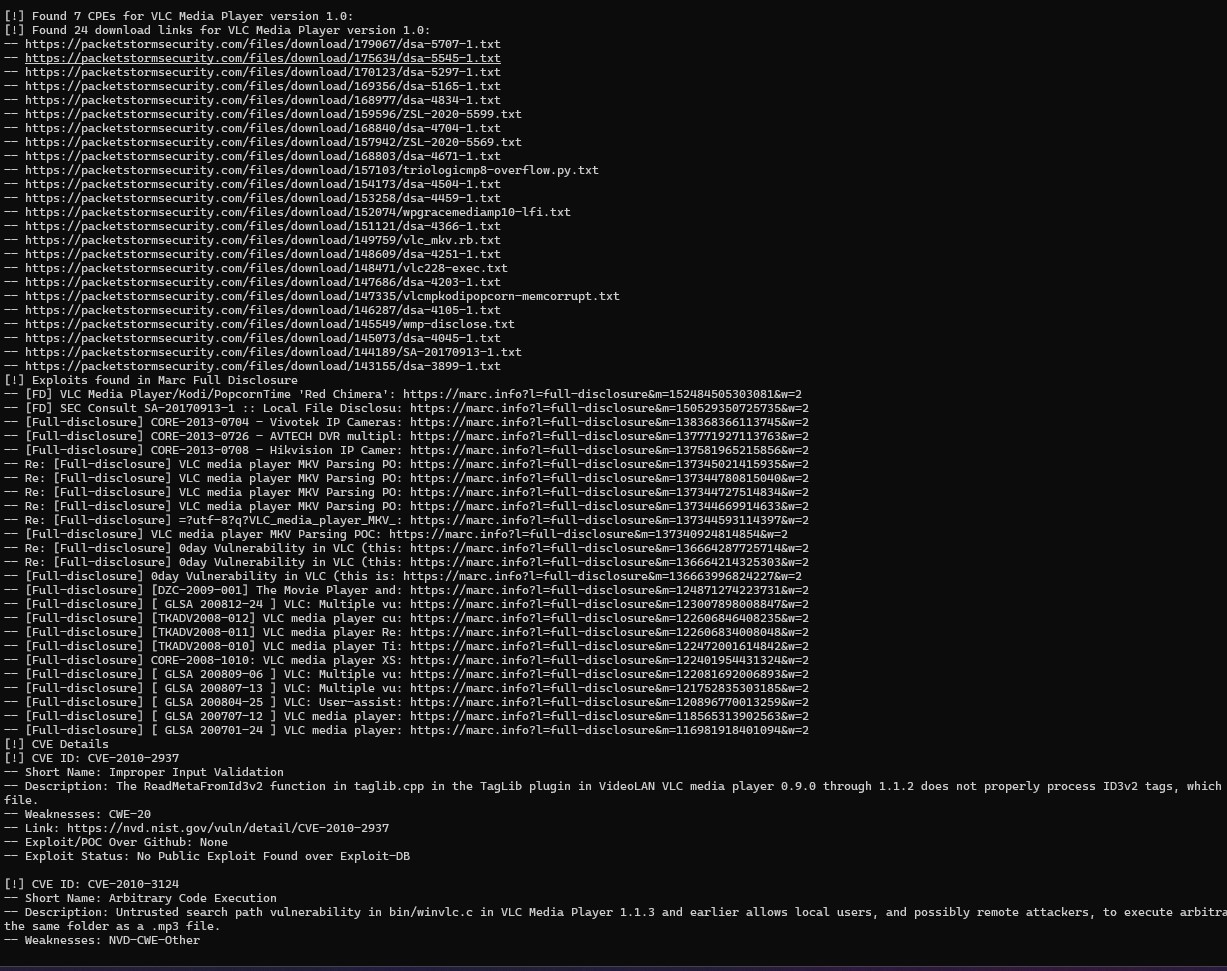 [!] Found 7 CPEs for VLC Media Player version 1.0:
[!] Found 24 download links for VLC Media Player version 1.0:
-- https://packetstormsecurity.com/files/download/179067/dsa-5707-1.txt
-- https://packetstormsecurity.com/files/download/175634/dsa-5545-1.txt
-- https://packetstormsecurity.com/files/download/170123/dsa-5297-1.txt
-- https://packetstormsecurity.com/files/download/169356/dsa-5165-1.txt
-- https://packetstormsecurity.com/files/download/168977/dsa-4834-1.txt
-- https://packetstormsecurity.com/files/download/159596/ZSL-2020-5599.txt
-- https://packetstormsecurity.com/files/download/168840/dsa-4704-1.txt
-- https://packetstormsecurity.com/files/download/157942/ZSL-2020-5569.txt
-- https://packetstormsecurity.com/files/download/168803/dsa-4671-1.txt
-- https://packetstormsecurity.com/files/download/157103/triologicmp8-overflow.py.txt
-- https://packetstormsecurity.com/files/download/154173/dsa-4504-1.txt
-- https://packetstormsecurity.com/files/download/153258/dsa-4459-1.txt
-- https://packetstormsecurity.com/files/download/152074/wpgracemediamp10-lfi.txt
-- https://packetstormsecurity.com/files/download/151121/dsa-4366-1.txt
-- https://packetstormsecurity.com/files/download/149759/vlc_mkv.rb.txt
-- https://packetstormsecurity.com/files/download/148609/dsa-4251-1.txt
-- https://packetstormsecurity.com/files/download/148471/vlc228-exec.txt
-- https://packetstormsecurity.com/files/download/147686/dsa-4203-1.txt
-- https://packetstormsecurity.com/files/download/147335/vlcmpkodipopcorn-memcorrupt.txt
-- https://packetstormsecurity.com/files/download/146287/dsa-4105-1.txt
-- https://packetstormsecurity.com/files/download/145549/wmp-disclose.txt
-- https://packetstormsecurity.com/files/download/145073/dsa-4045-1.txt
-- https://packetstormsecurity.com/files/download/144189/SA-20170913-1.txt
-- https://packetstormsecurity.com/files/download/143155/dsa-3899-1.txt
[!] Exploits found in Marc Full Disclosure
-- [FD] VLC Media Player/Kodi/PopcornTime 'Red Chimera': https://marc.info?l=full-disclosure&m=152484505303081&w=2
-- [FD] SEC Consult SA-20170913-1 :: Local File Disclosu: https://marc.info?l=full-disclosure&m=150529350725735&w=2
-- [Full-disclosure] CORE-2013-0704 - Vivotek IP Cameras: https://marc.info?l=full-disclosure&m=138368366113745&w=2
-- [Full-disclosure] CORE-2013-0726 - AVTECH DVR multipl: https://marc.info?l=full-disclosure&m=137771927113763&w=2
-- [Full-disclosure] CORE-2013-0708 - Hikvision IP Camer: https://marc.info?l=full-disclosure&m=137581965215856&w=2
-- Re: [Full-disclosure] VLC media player MKV Parsing PO: https://marc.info?l=full-disclosure&m=137345021415935&w=2
-- Re: [Full-disclosure] VLC media player MKV Parsing PO: https://marc.info?l=full-disclosure&m=137344780815040&w=2
-- Re: [Full-disclosure] VLC media player MKV Parsing PO: https://marc.info?l=full-disclosure&m=137344727514834&w=2
-- Re: [Full-disclosure] VLC media player MKV Parsing PO: https://marc.info?l=full-disclosure&m=137344669914633&w=2
-- Re: [Full-disclosure] =?utf-8?q?VLC_media_player_MKV_: https://marc.info?l=full-disclosure&m=137344593114397&w=2
-- [Full-disclosure] VLC media player MKV Parsing POC: https://marc.info?l=full-disclosure&m=137340924814854&w=2
-- Re: [Full-disclosure] 0day Vulnerability in VLC (this: https://marc.info?l=full-disclosure&m=136664287725714&w=2
-- Re: [Full-disclosure] 0day Vulnerability in VLC (this: https://marc.info?l=full-disclosure&m=136664214325303&w=2
-- [Full-disclosure] 0day Vulnerability in VLC (this is: https://marc.info?l=full-disclosure&m=136663996824227&w=2
-- [Full-disclosure] [DZC-2009-001] The Movie Player and: https://marc.info?l=full-disclosure&m=124871274223731&w=2
-- [Full-disclosure] [ GLSA 200812-24 ] VLC: Multiple vu: https://marc.info?l=full-disclosure&m=123007898008847&w=2
-- [Full-disclosure] [TKADV2008-012] VLC media player cu: https://marc.info?l=full-disclosure&m=122606846408235&w=2
-- [Full-disclosure] [TKADV2008-011] VLC media player Re: https://marc.info?l=full-disclosure&m=122606834008048&w=2
-- [Full-disclosure] [TKADV2008-010] VLC media player Ti: https://marc.info?l=full-disclosure&m=122472001614842&w=2
-- [Full-disclosure] CORE-2008-1010: VLC media player XS: https://marc.info?l=full-disclosure&m=122401954431324&w=2
-- [Full-disclosure] [ GLSA 200809-06 ] VLC: Multiple vu: https://marc.info?l=full-disclosure&m=122081692006893&w=2
-- [Full-disclosure] [ GLSA 200807-13 ] VLC: Multiple vu: https://marc.info?l=full-disclosure&m=121752835303185&w=2
-- [Full-disclosure] [ GLSA 200804-25 ] VLC: User-assist: https://marc.info?l=full-disclosure&m=120896770013259&w=2
-- [Full-disclosure] [ GLSA 200707-12 ] VLC media player: https://marc.info?l=full-disclosure&m=118565313902563&w=2
-- [Full-disclosure] [ GLSA 200701-24 ] VLC media player: https://marc.info?l=full-disclosure&m=116981918401094&w=2
[!] CVE Details
[!] CVE ID: CVE-2010-2937
-- Short Name: Improper Input Validation
-- Description: The ReadMetaFromId3v2 function in taglib.cpp in the TagLib plugin in VideoLAN VLC media player 0.9.0 through 1.1.2 does not properly process ID3v2 tags, which
file.
-- Weaknesses: CWE-20
-- Link: https://nvd.nist.gov/vuln/detail/CVE-2010-2937
-- Exploit/POC Over Github: None
-- Exploit Status: No Public Exploit Found over Exploit-DB
[!] CVE ID: CVE-2010-3124
-- Short Name: Arbitrary Code Execution
-- Description: Untrusted search path vulnerability in bin/winvlc.c in VLC Media Player 1.1.3 and earlier allows local users, and possibly remote attackers, to execute arbitra
the same folder as a .mp3 file.
-- Weaknesses: NVD-CWE-Other